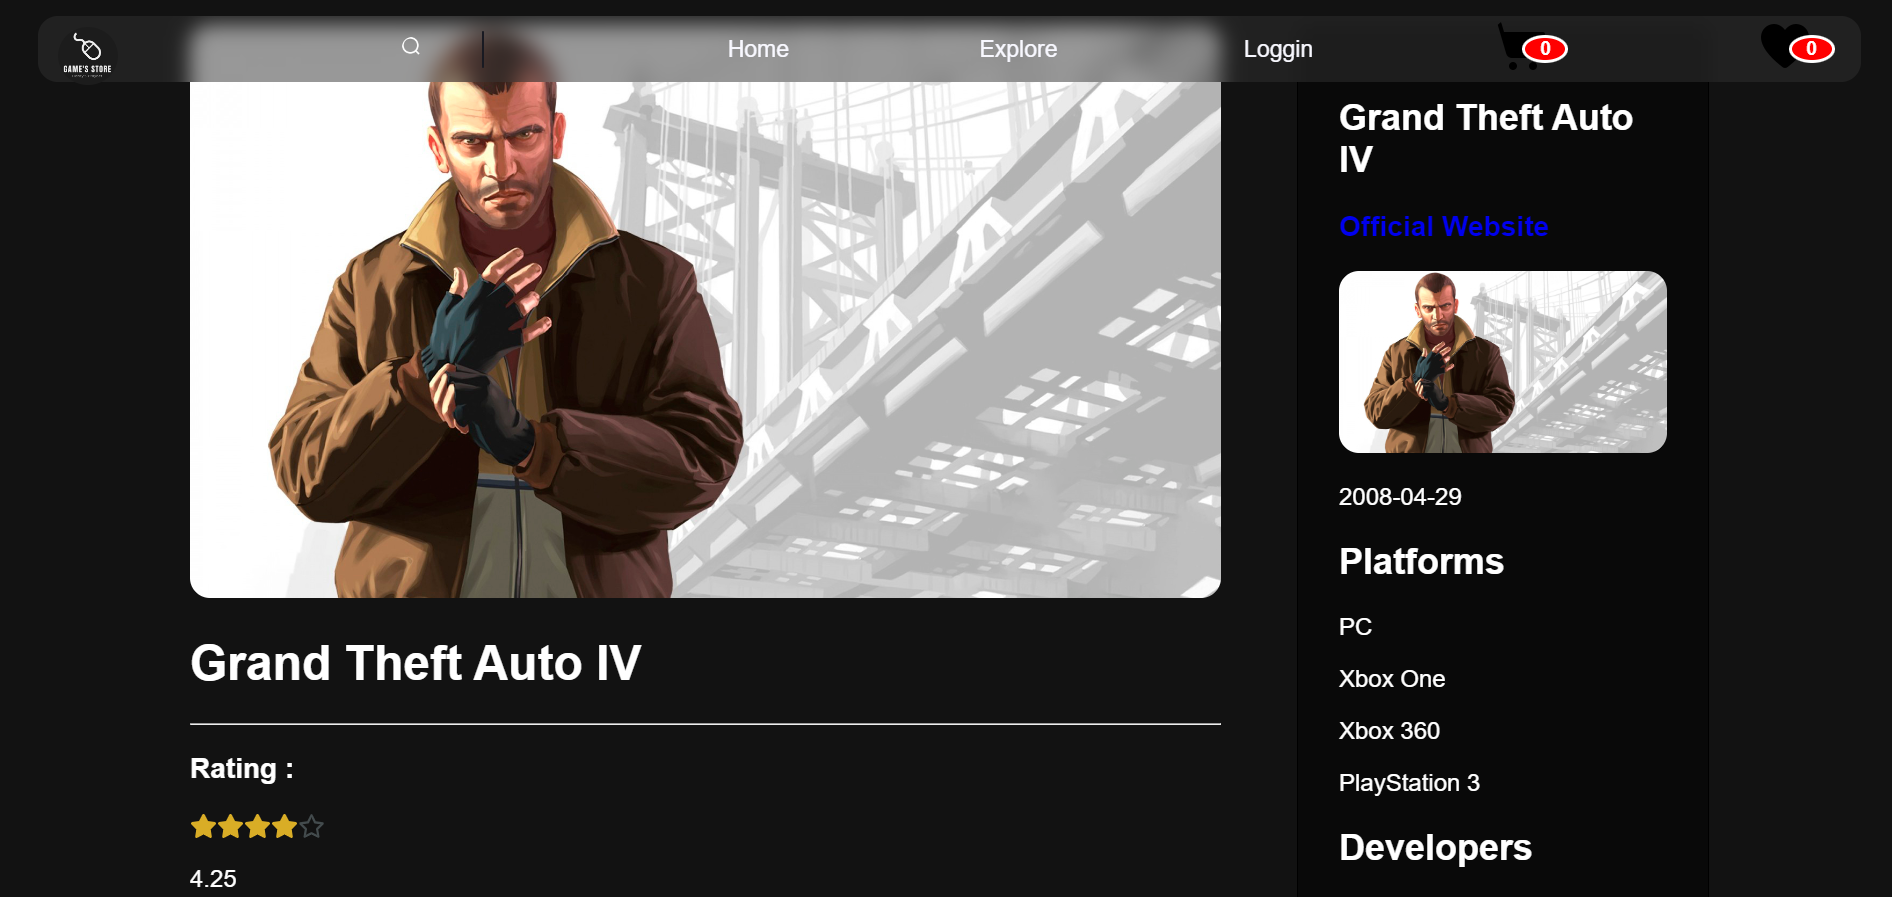 GAME'S STORE
Home
Explore
Loggin
0
0
Grand Theft Auto IV
Rating :
4.25
Grand Theft Auto
IV
Official Website
2008-04-29
Platforms
PC
Xbox One
Xbox 360
PlayStation 3
Developers